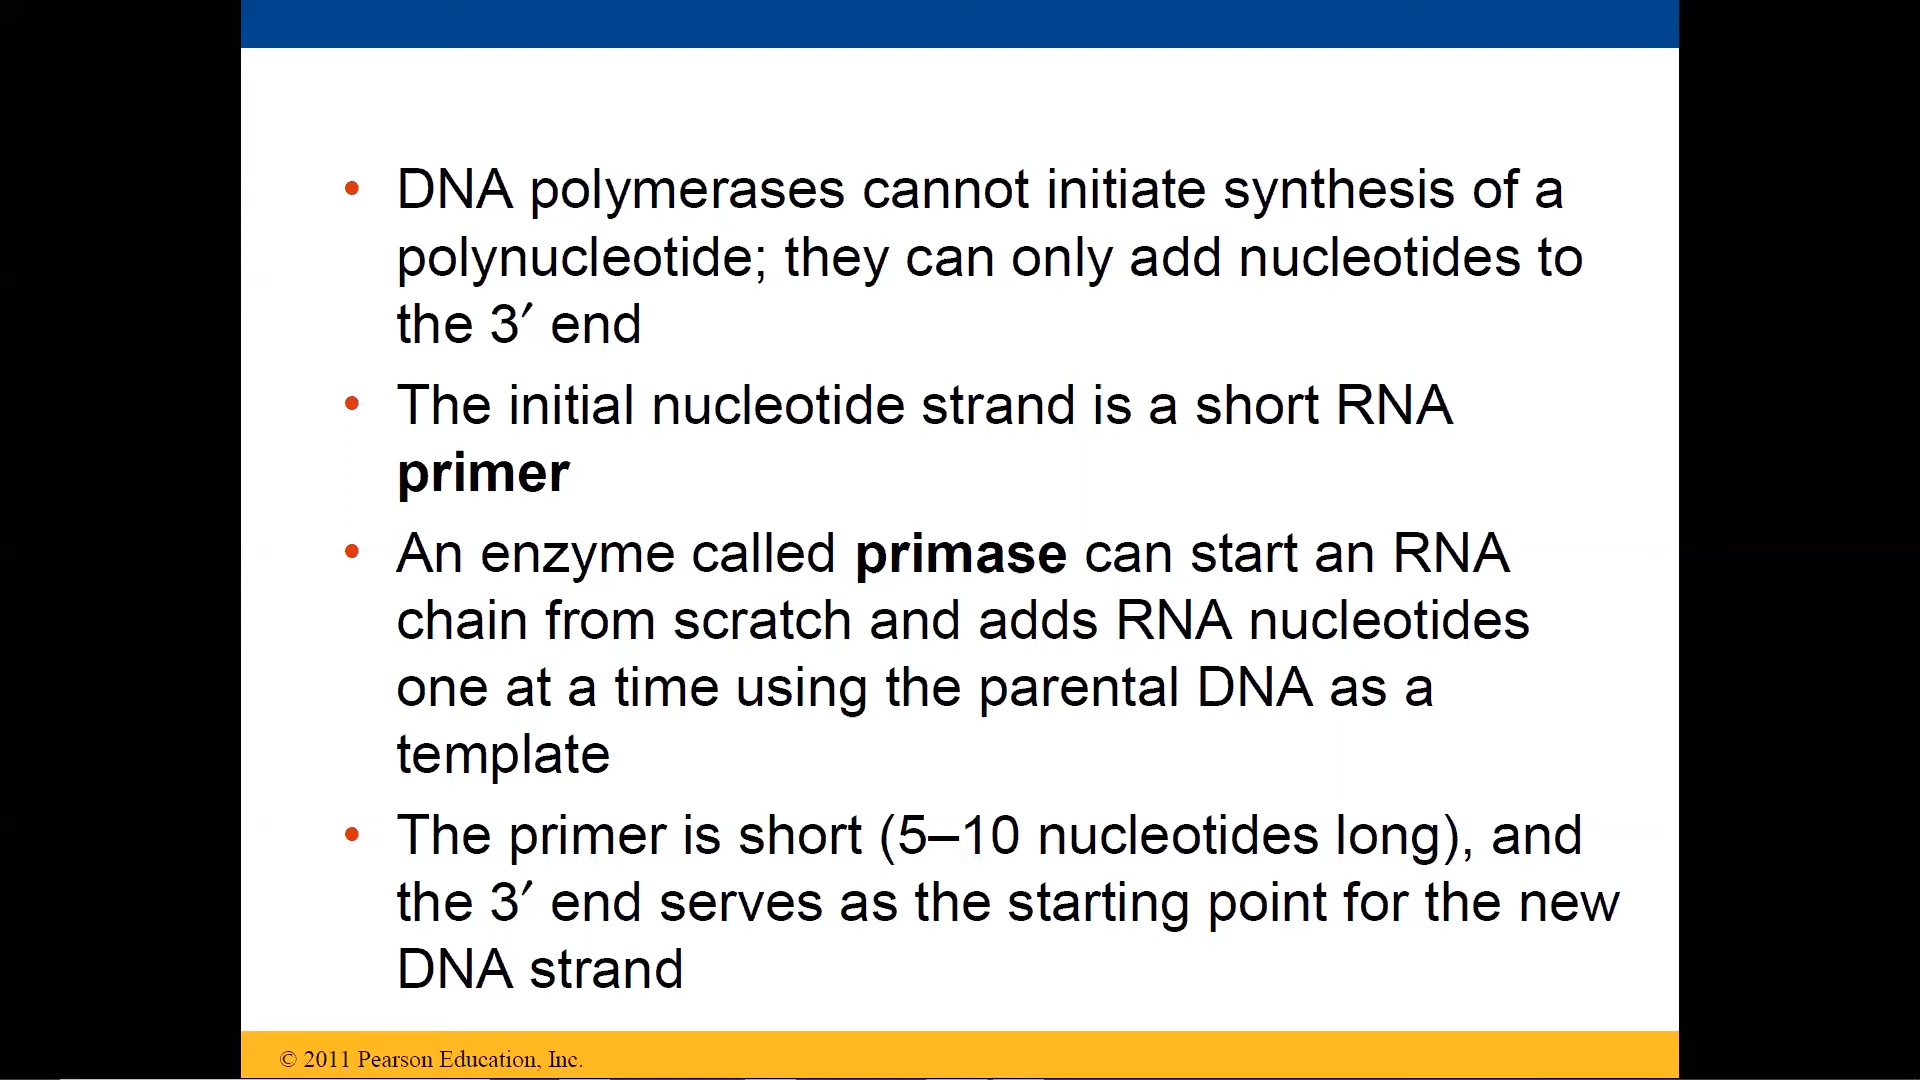 • DNA polymerases cannot initiate synthesis of a
polynucleotide; they can only add nucleotides to
the 3′ end
• The initial nucleotide strand is a short RNA
primer
• An enzyme called primase can start an RNA
chain from scratch and adds RNA nucleotides
one at a time using the parental DNA as a
template
• The primer is short (5–10 nucleotides long), and
the 3′ end serves as the starting point for the new
DNA strand
© 2011 Pearson Education, Inc.